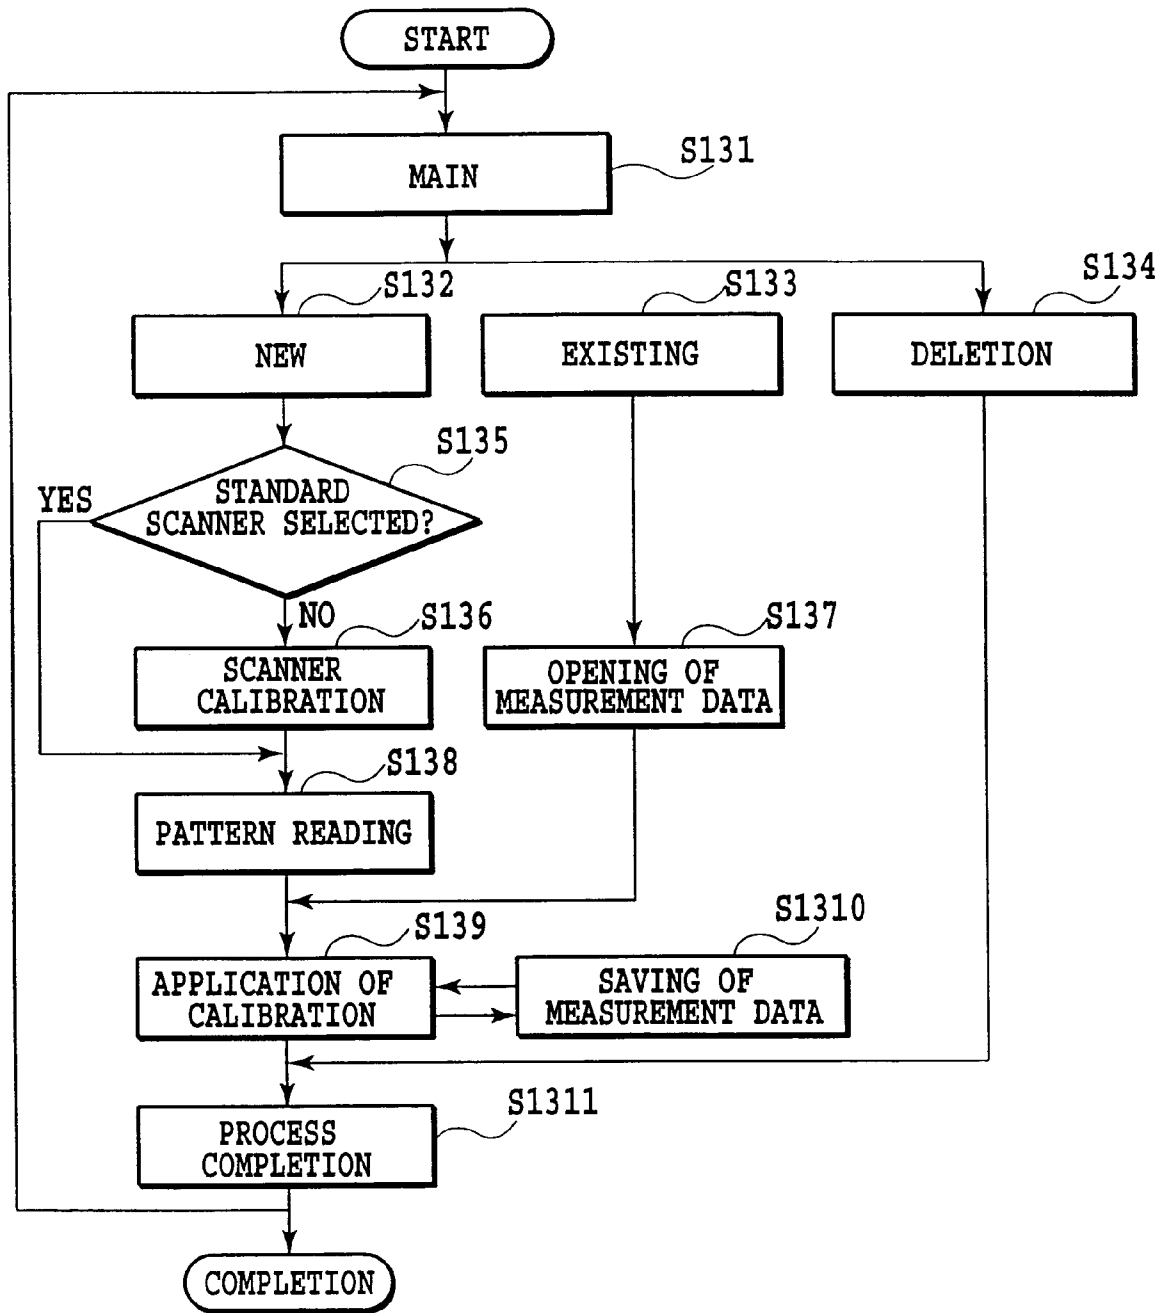 START
S131
MAIN
S132
S133
S134
NEW
EXISTING
DELETION
S135
YES
STANDARD
SCANNER SELECTED?
NO
S136
S137
SCANNER
CALIBRATION
OPENING OF
MEASUREMENT DATA
S138
PATTERN READING
S139
S1310
APPLICATION OF
CALIBRATION
SAVING OF
MEASUREMENT DATA
S1311
PROCESS
COMPLETION
COMPLETION